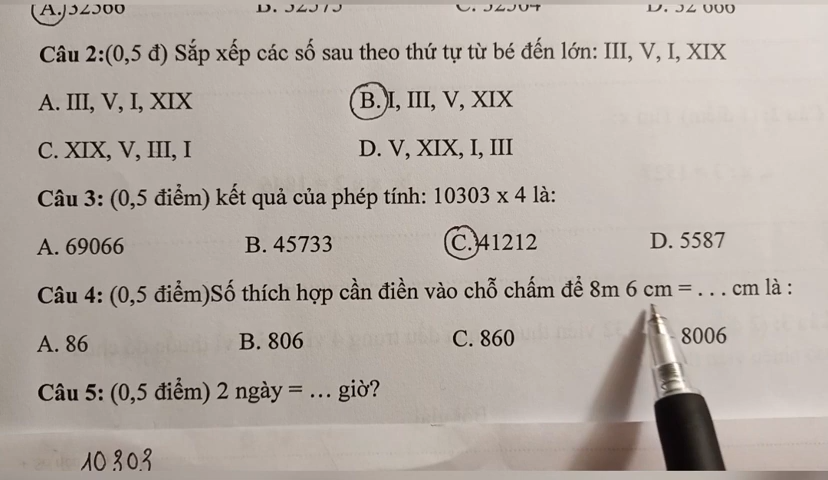 A. 32500
Câu 2:(0,5 đ) Sắp xếp các số sau theo thứ tự từ bé đến lớn: III, V, I, XIX
A. III, V, I, XIX B. I, III, V, XIX
C. XIX, V, III, I D. V, XIX, I, III
Câu 3: (0,5 điểm) kết quả của phép tính: 10303 x 4 là:
A. 69066 B. 45733 C. 41212 D. 5587
Câu 4: (0,5 điểm)Số thích hợp cần điền vào chỗ chấm để 8m 6 cm = . . . cm là :
A. 86 B. 806 C. 860 8006
Câu 5: (0,5 điểm) 2 ngày = … giờ?
10303